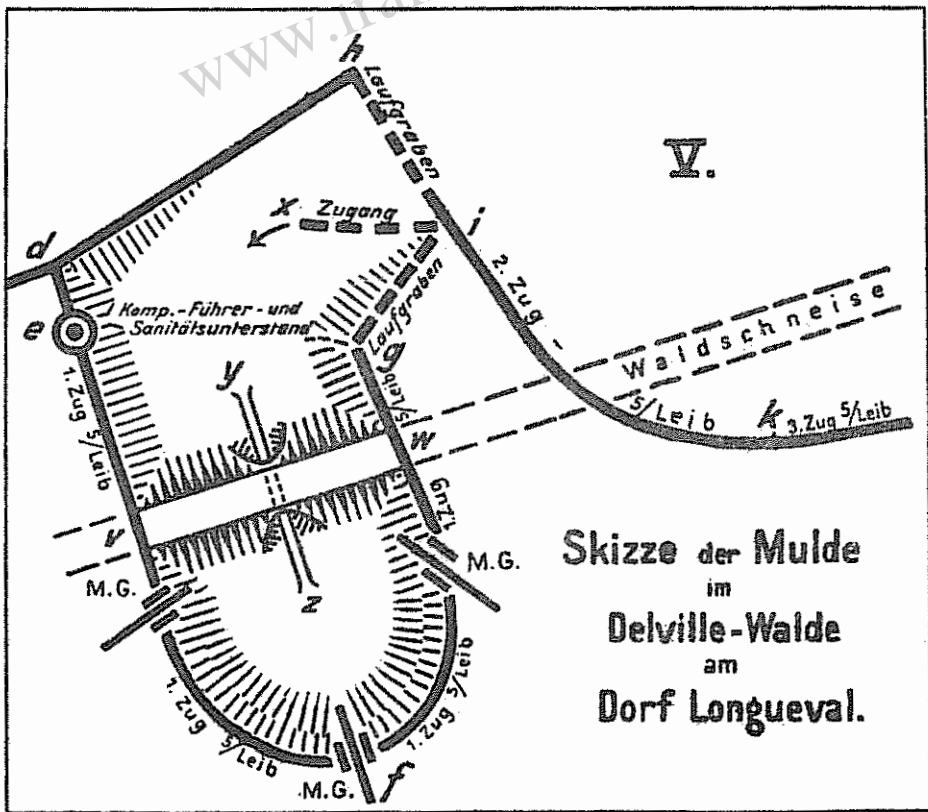 h
Laufgraben
V.
x Zugang
i
d
Komp.-Führer- und
Sanitätsunterstand
e
Laufgraben
g
2. Zug
Waldschneise
y
1. Zug 5/Leib
5/Leib
w
1. Zug
5/Leib
k 3. Zug 5/Leib
v
M.G.
M.G.
z
Skizze der Mulde
im
Delville-Walde
am
Dorf Longueval.
1. Zug 5/Leib
1. Zug 5/Leib
M.G.
f